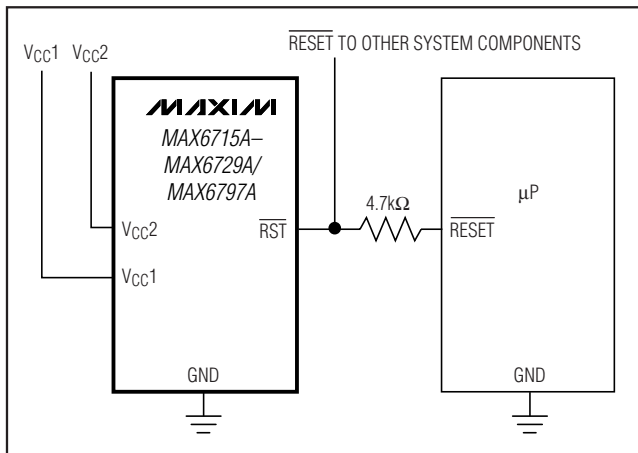 RESET TO OTHER SYSTEM COMPONENTS
VCC1 VCC2
MAXIM
MAX6715A–
MAX6729A/
MAX6797A
μP
4.7kΩ
VCC2
RST
RESET
VCC1
GND
GND